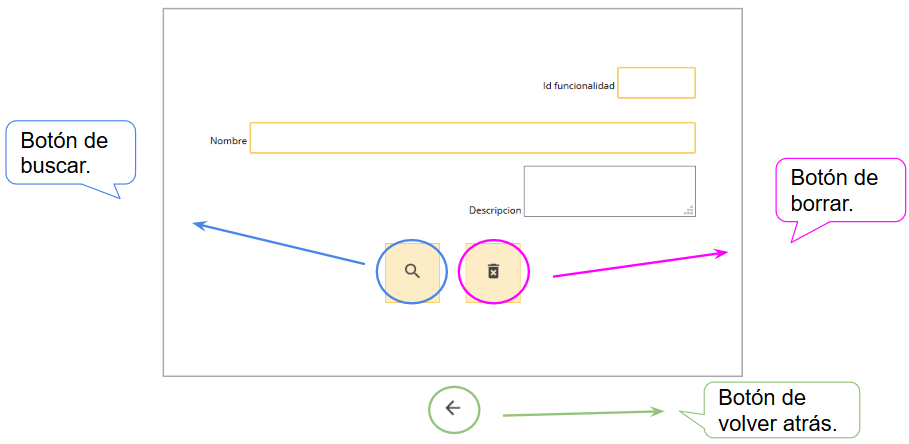 Id funcionalidad
Nombre
Botón de
buscar.
Botón de
borrar.
Descripcion
Botón de
volver atrás.